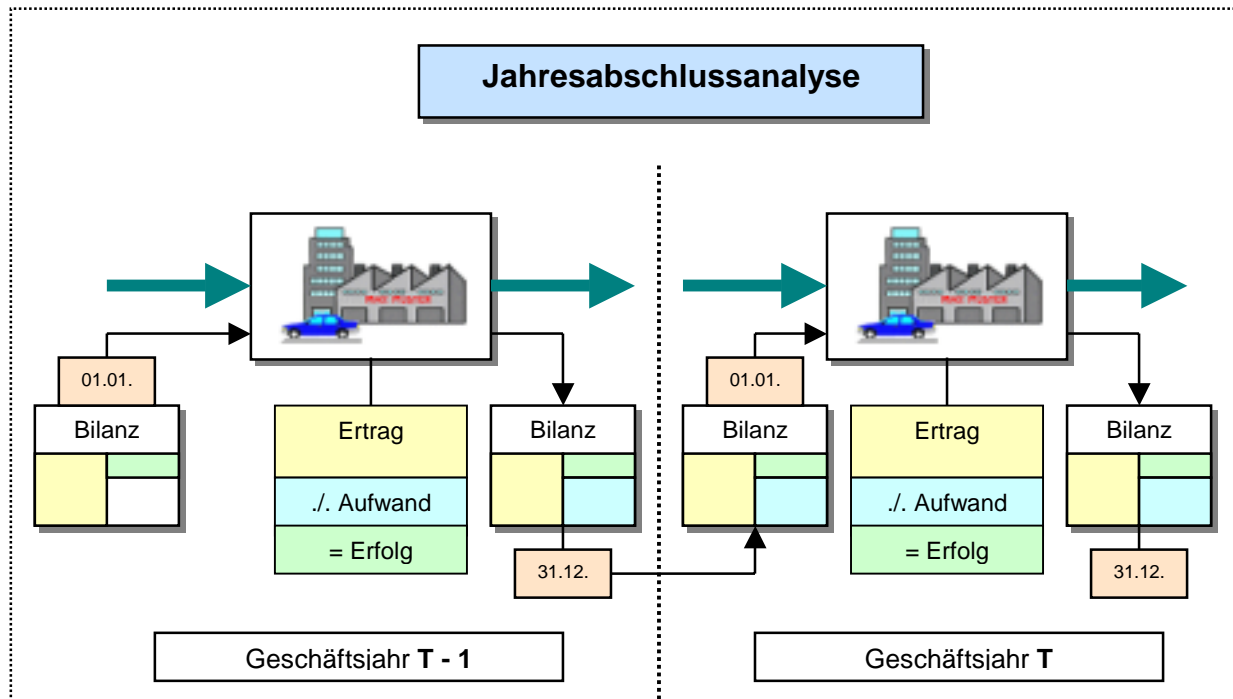 Jahresabschlussanalyse
01.01.
Bilanz
Ertrag
./. Aufwand
= Erfolg
Bilanz
31.12.
Geschäftsjahr T - 1
01.01.
Bilanz
Ertrag
./. Aufwand
= Erfolg
Bilanz
31.12.
Geschäftsjahr T